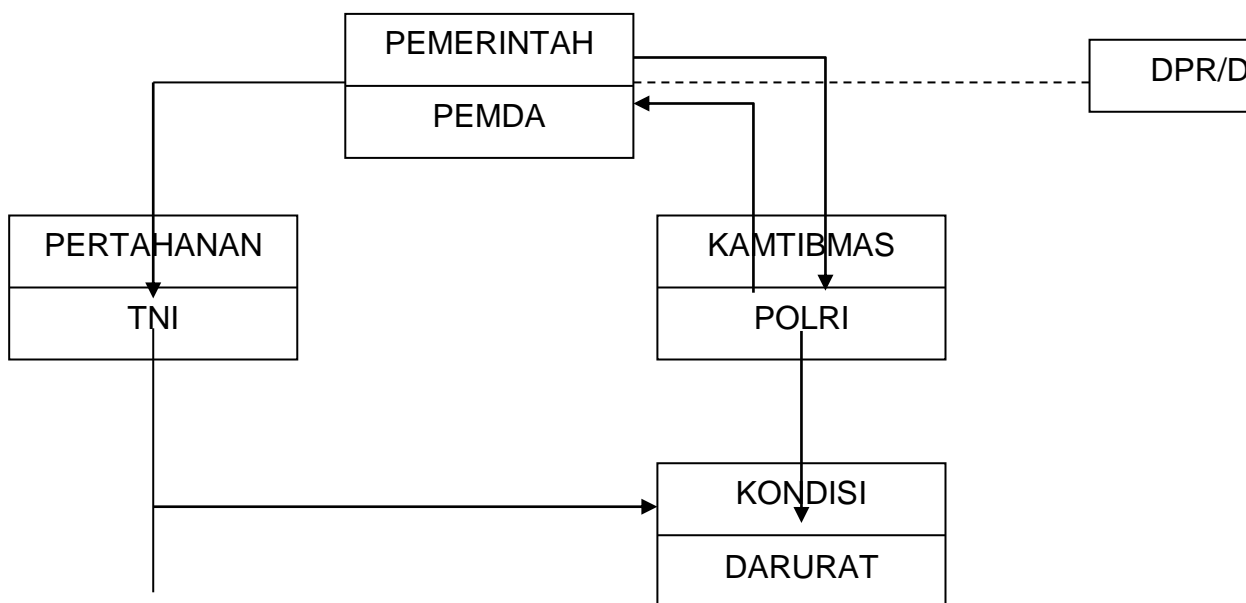 PEMERINTAH
DPR/D
PEMDA
PERTAHANAN
KAMTIBMAS
TNI
POLRI
KONDISI
DARURAT